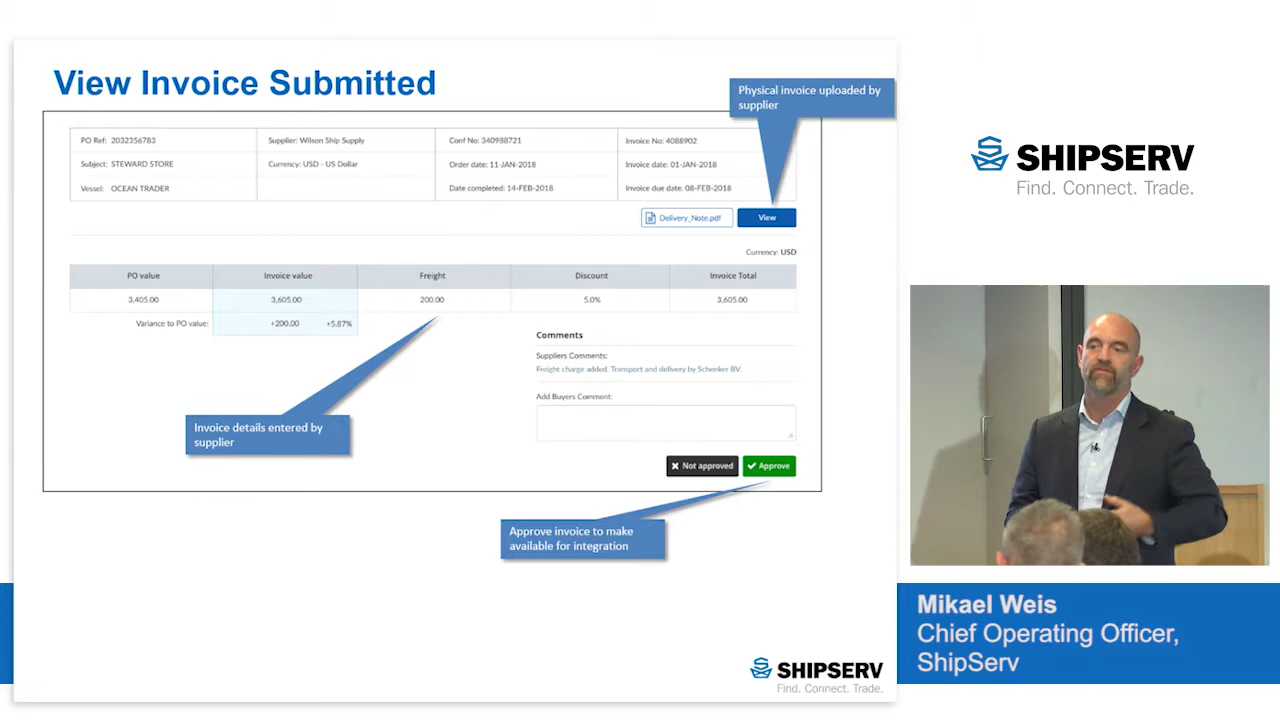 View Invoice Submitted
Physical invoice uploaded by
supplier
PO Ref: 2032356783
Supplier: Wilson Ship Supply
Conf No: 340988721
Invoice No: 4088902
Subject: STEWARD STORE
Currency: USD - US Dollar
Order date: 11-JAN-2018
Invoice date: 01-JAN-2018
Vessel: OCEAN TRADER
Date completed: 14-FEB-2018
Invoice due date: 08-FEB-2018
Delivery_Note.pdf
View
Currency: USD
PO value
Invoice value
Freight
Discount
Invoice Total
3,405.00
3,605.00
200.00
5.0%
3,605.00
Variance to PO value:
+200.00
+5.87%
Comments
Suppliers Comments:
Freight charge added. Transport and delivery by Schenker BV.
Add Buyers Comment:
Invoice details entered by
supplier
Not approved
Approve
Approve invoice to make
available for integration
SHIPSERV
Find. Connect. Trade.
SHIPSERV
Find. Connect. Trade.
Mikael Weis
Chief Operating Officer,
ShipServ